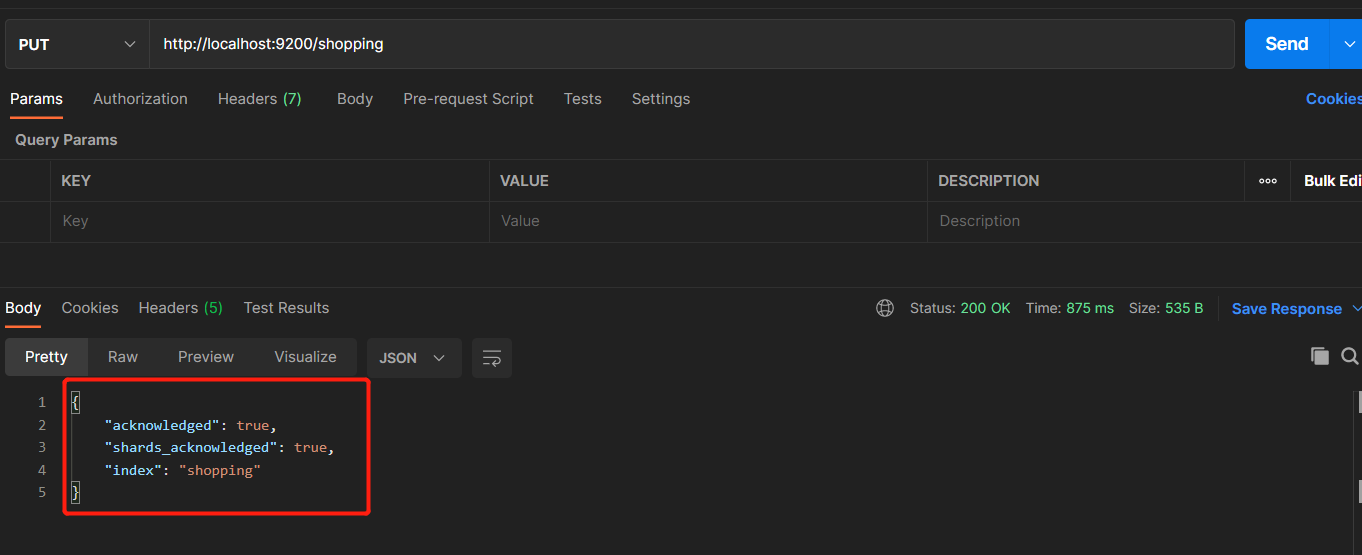 PUT http://localhost:9200/shopping Send
Params Authorization Headers (7) Body Pre-request Script Tests Settings Cookies
Query Params
KEY VALUE DESCRIPTION ooo Bulk Edi
Key Value Description
Body Cookies Headers (5) Test Results Status: 200 OK Time: 875 ms Size: 535 B Save Response
Pretty Raw Preview Visualize JSON
1 {
2 "acknowledged": true,
3 "shards_acknowledged": true,
4 "index": "shopping"
5 }